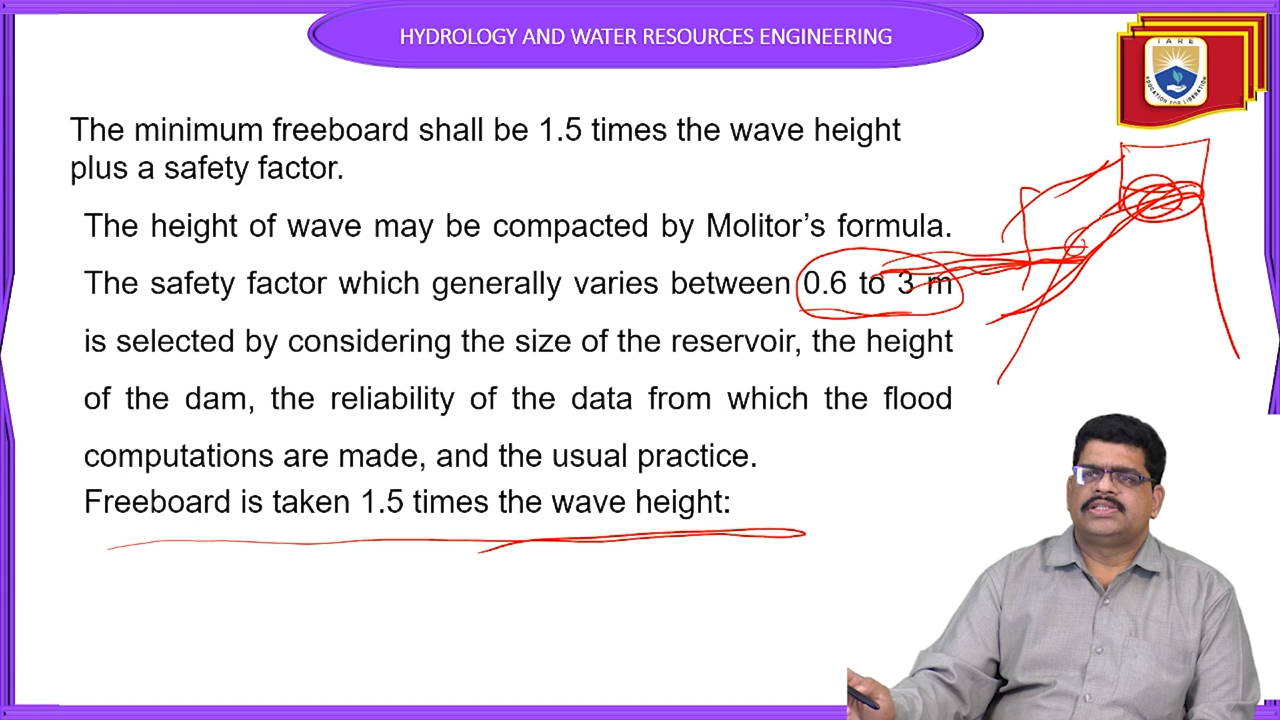 HYDROLOGY AND WATER RESOURCES ENGINEERING
IARE
EDUCATION FOR LIBERATION
The minimum freeboard shall be 1.5 times the wave height
plus a safety factor.
The height of wave may be compacted by Molitor’s formula.
The safety factor which generally varies between 0.6 to 3 m
is selected by considering the size of the reservoir, the height
of the dam, the reliability of the data from which the flood
computations are made, and the usual practice.
Freeboard is taken 1.5 times the wave height: